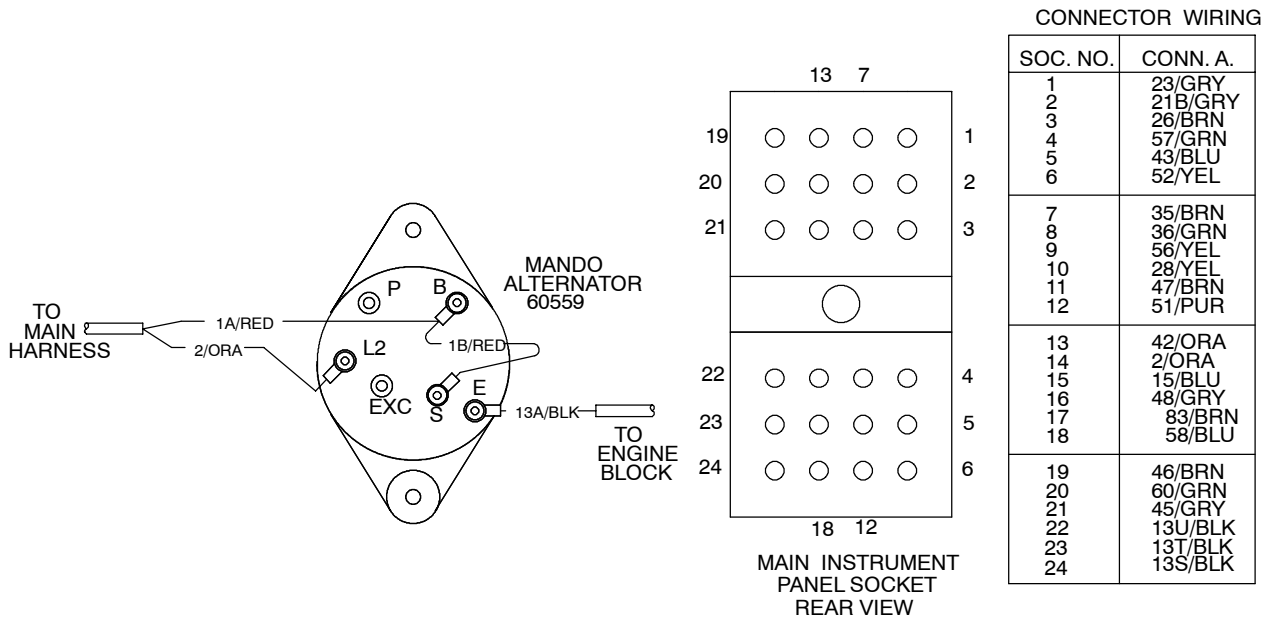 CONNECTOR WIRING
SOC. NO. CONN. A.
1 23/GRY
2 21B/GRY
3 26/BRN
4 57/GRN
5 43/BLU
6 52/YEL
7 35/BRN
8 36/GRN
9 56/YEL
10 28/YEL
11 47/BRN
12 51/PUR
13 42/ORA
14 2/ORA
15 15/BLU
16 48/GRY
17 83/BRN
18 58/BLU
19 46/BRN
20 60/GRN
21 45/GRY
22 13U/BLK
23 13T/BLK
24 13S/BLK
13 7
19 1
20 2
21 3
22 4
23 5
24 6
18 12
MAIN INSTRUMENT
PANEL SOCKET
REAR VIEW
MANDO
ALTERNATOR
60559
P B
TO
MAIN
HARNESS
1A/RED
2/ORA
L2
1B/RED
EXC
S
E
13A/BLK
TO
ENGINE
BLOCK